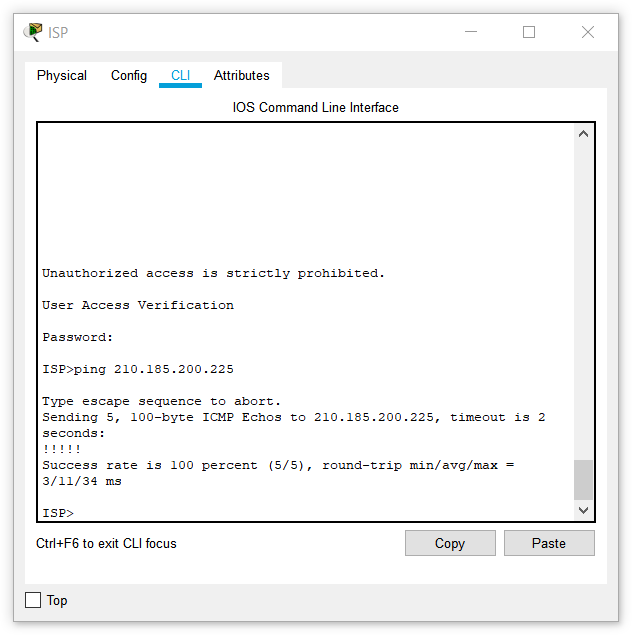 ISP
Physical Config CLI Attributes
IOS Command Line Interface
Unauthorized access is strictly prohibited.
User Access Verification
Password:
ISP>ping 210.185.200.225
Type escape sequence to abort.
Sending 5, 100-byte ICMP Echos to 210.185.200.225, timeout is 2
seconds:
!!!!!
Success rate is 100 percent (5/5), round-trip min/avg/max =
3/11/34 ms
ISP>
Ctrl+F6 to exit CLI focus
Copy Paste
Top